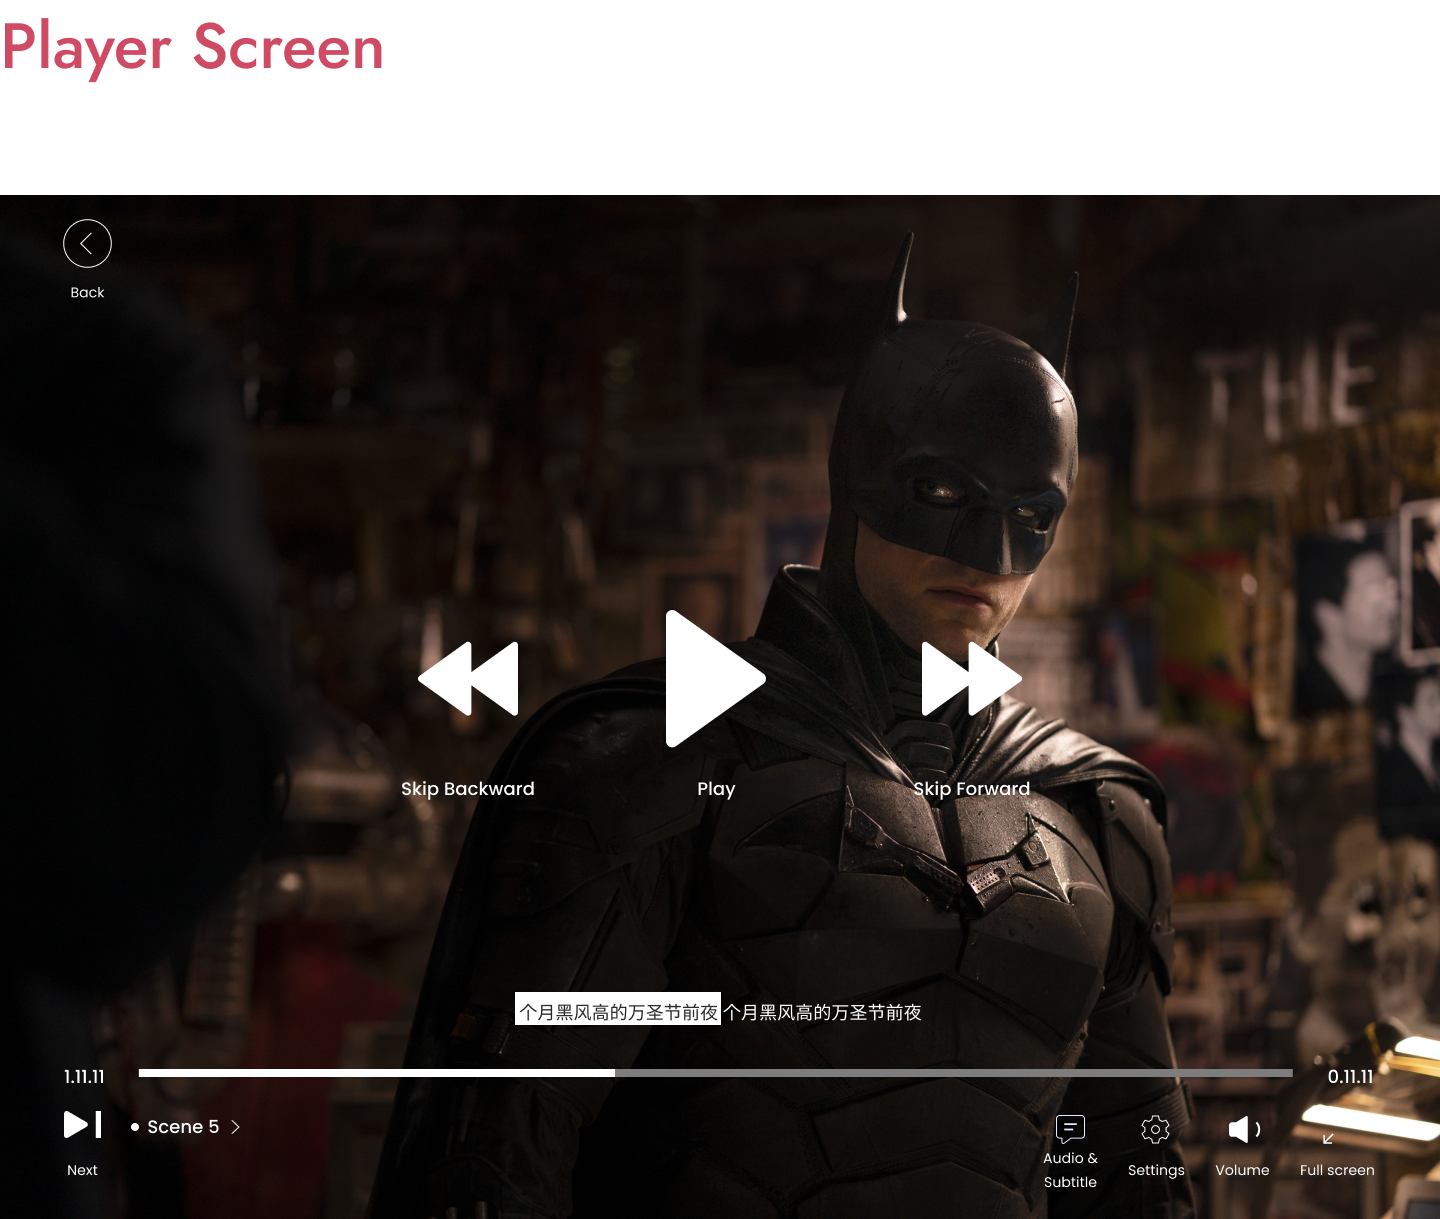 Player Screen
Back
THE
Skip Backward
Play
Skip Forward
个月黑风高的万圣节前夜 个月黑风高的万圣节前夜
1.11.11
0.11.11
Scene 5
Next
Audio &
Subtitle
Settings
Volume
Full screen